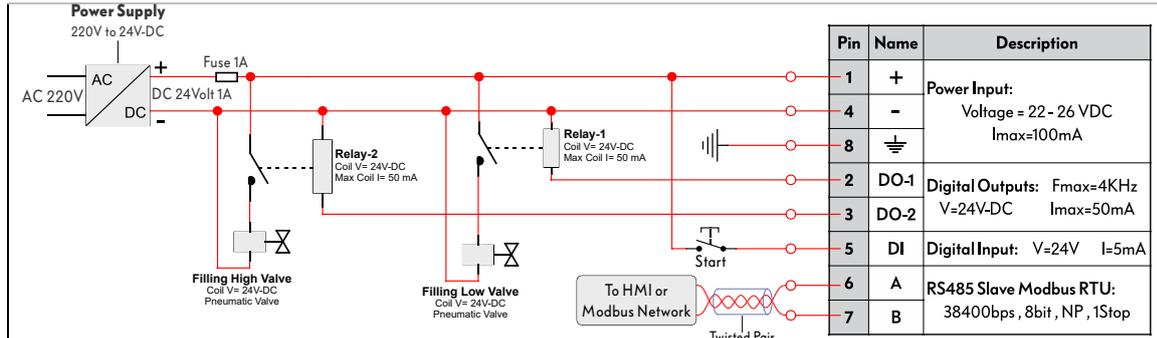 Power Supply
220V to 24V-DC
AC
DC
AC 220V
+
-
Fuse 1A
DC 24Volt 1A
Relay-2
Coil V= 24V-DC
Max Coil I= 50 mA
Relay-1
Coil V= 24V-DC
Max Coil I= 50 mA
Filling High Valve
Coil V= 24V-DC
Pneumatic Valve
Filling Low Valve
Coil V= 24V-DC
Pneumatic Valve
Start
To HMI or
Modbus Network
Twisted Pair
Pin Name Description
1 +
4 -
8
Power Input:
Voltage = 22 - 26 VDC
Imax=100mA
2 DO-1
3 DO-2
Digital Outputs: Fmax=4KHz
V=24V-DC Imax=50mA
5 DI Digital Input: V=24V I=5mA
6 A
7 B
RS485 Slave Modbus RTU:
38400bps , 8bit , NP , 1Stop